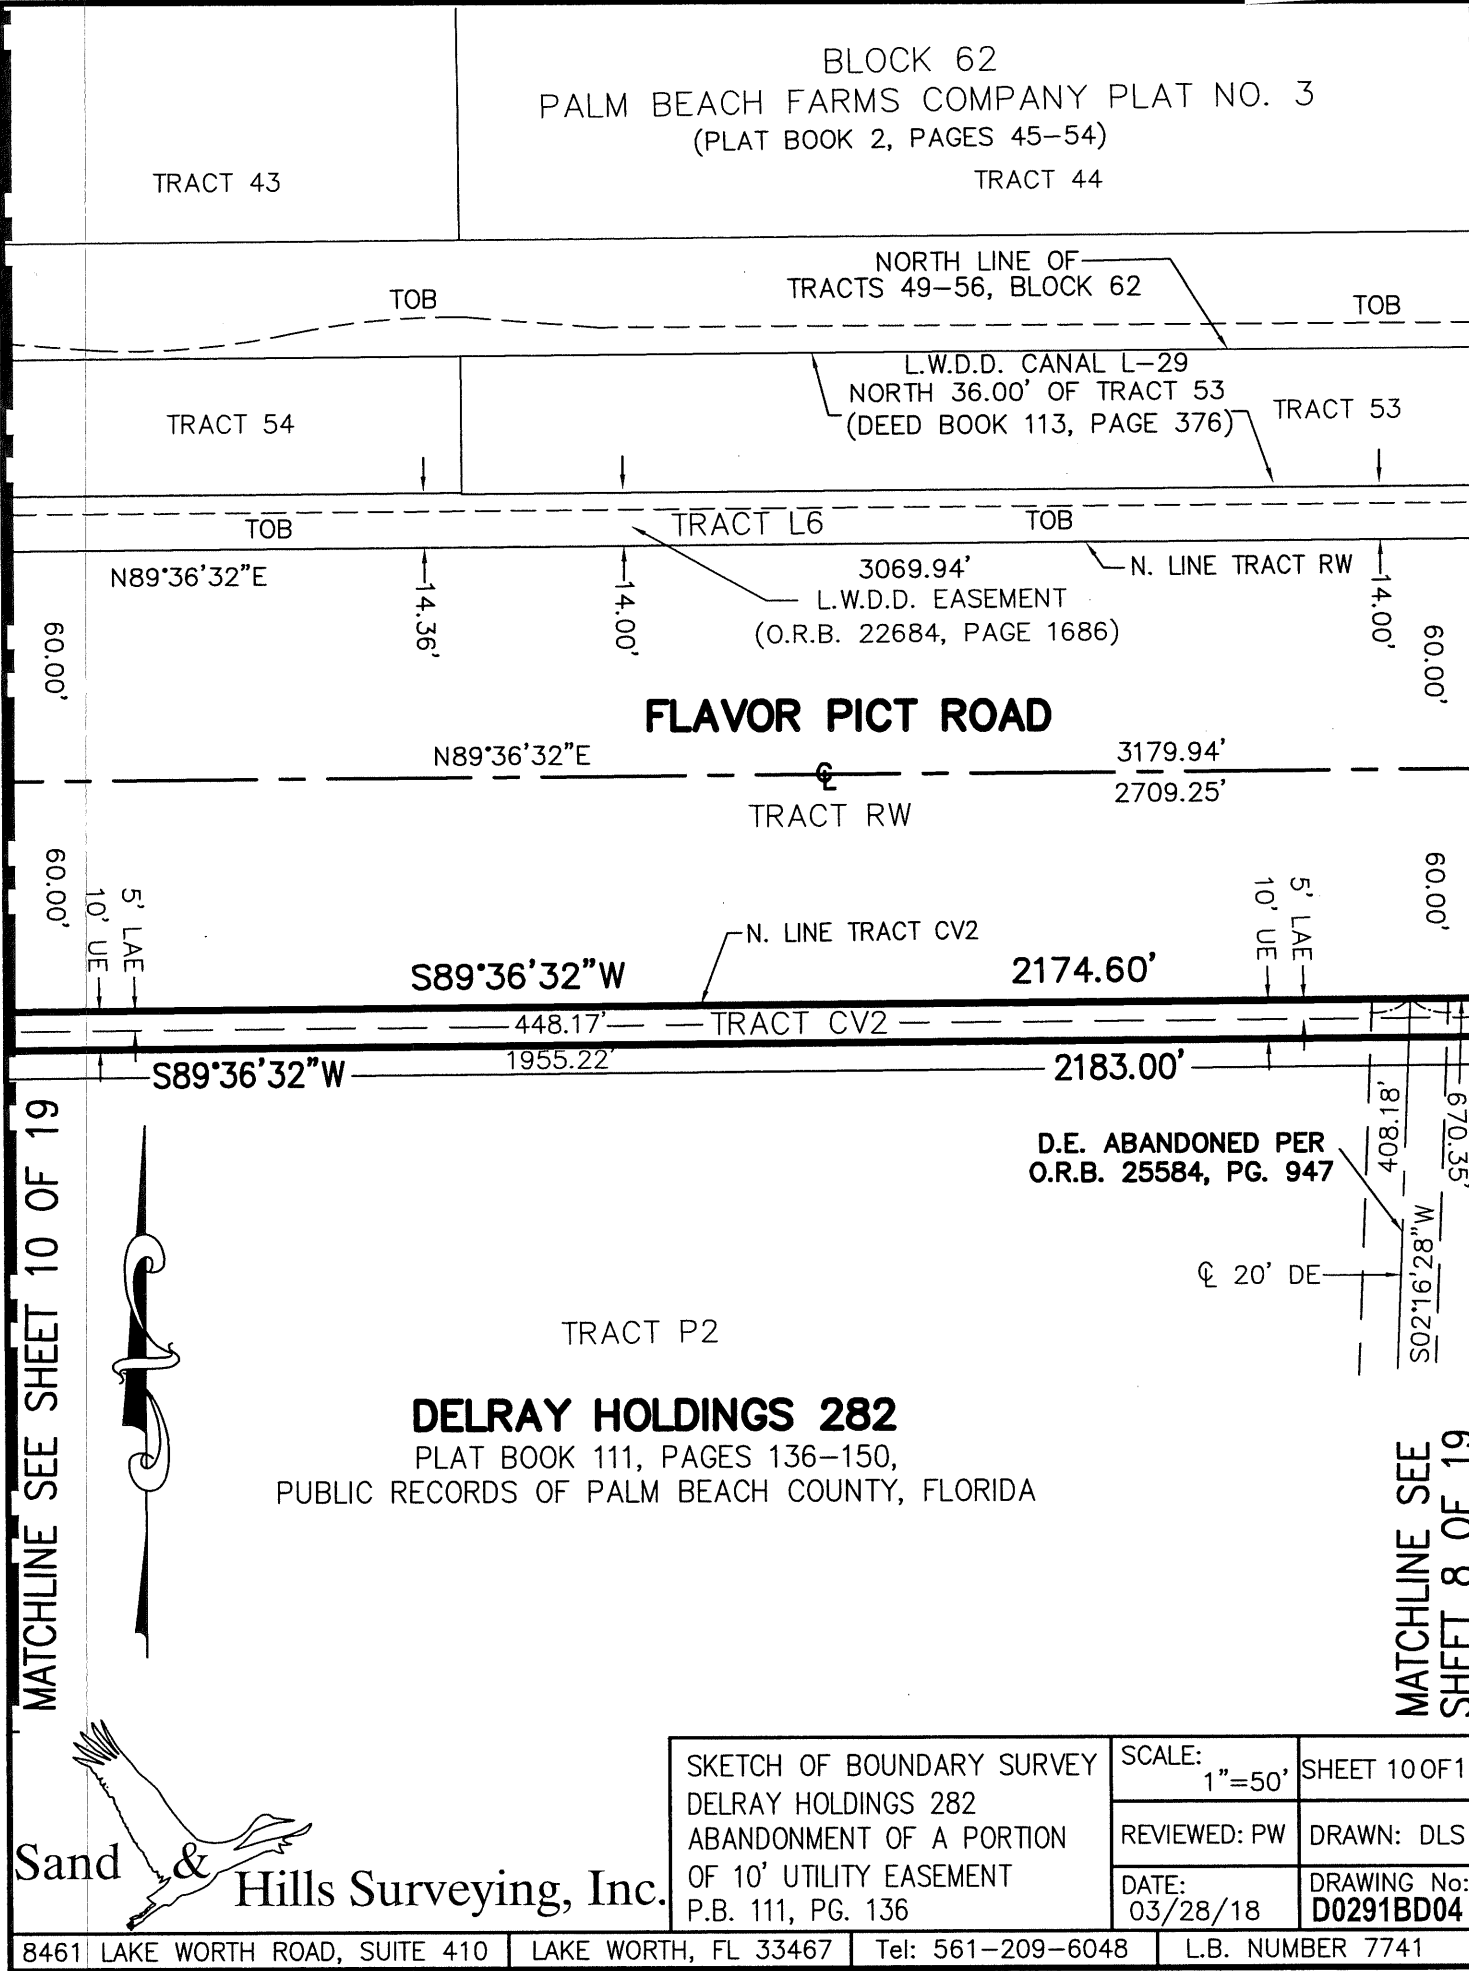 BLOCK 62
PALM BEACH FARMS COMPANY PLAT NO. 3
(PLAT BOOK 2, PAGES 45-54)
TRACT 43
TRACT 44
NORTH LINE OF
TRACTS 49-56, BLOCK 62
TOB
TOB
L.W.D.D. CANAL L-29
NORTH 36.00' OF TRACT 53
(DEED BOOK 113, PAGE 376)
TRACT 53
TRACT 54
TOB
TRACT L6
TOB
N89°36'32"E
3069.94'
N. LINE TRACT RW
L.W.D.D. EASEMENT
(O.R.B. 22684, PAGE 1686)
14.36'
14.00'
14.00'
60.00'
60.00'
FLAVOR PICT ROAD
N89°36'32"E
3179.94'
℄
2709.25'
TRACT RW
60.00'
60.00'
5' LAE
10' UE
5' LAE
10' UE
N. LINE TRACT CV2
S89°36'32"W
2174.60'
448.17'
TRACT CV2
1955.22'
S89°36'32"W
2183.00'
408.18'
670.35'
D.E. ABANDONED PER
O.R.B. 25584, PG. 947
S02°16'28"W
℄ 20' DE
TRACT P2
DELRAY HOLDINGS 282
PLAT BOOK 111, PAGES 136-150,
PUBLIC RECORDS OF PALM BEACH COUNTY, FLORIDA
MATCHLINE SEE SHEET 10 OF 19
MATCHLINE SEE
SHEET 8 OF 19
Sand & Hills Surveying, Inc.
SKETCH OF BOUNDARY SURVEY
DELRAY HOLDINGS 282
ABANDONMENT OF A PORTION
OF 10' UTILITY EASEMENT
P.B. 111, PG. 136
SCALE:
1"=50'
SHEET 10 OF 1
REVIEWED: PW
DRAWN: DLS
DATE:
03/28/18
DRAWING No:
D0291BD04
8461 LAKE WORTH ROAD, SUITE 410
LAKE WORTH, FL 33467
Tel: 561-209-6048
L.B. NUMBER 7741